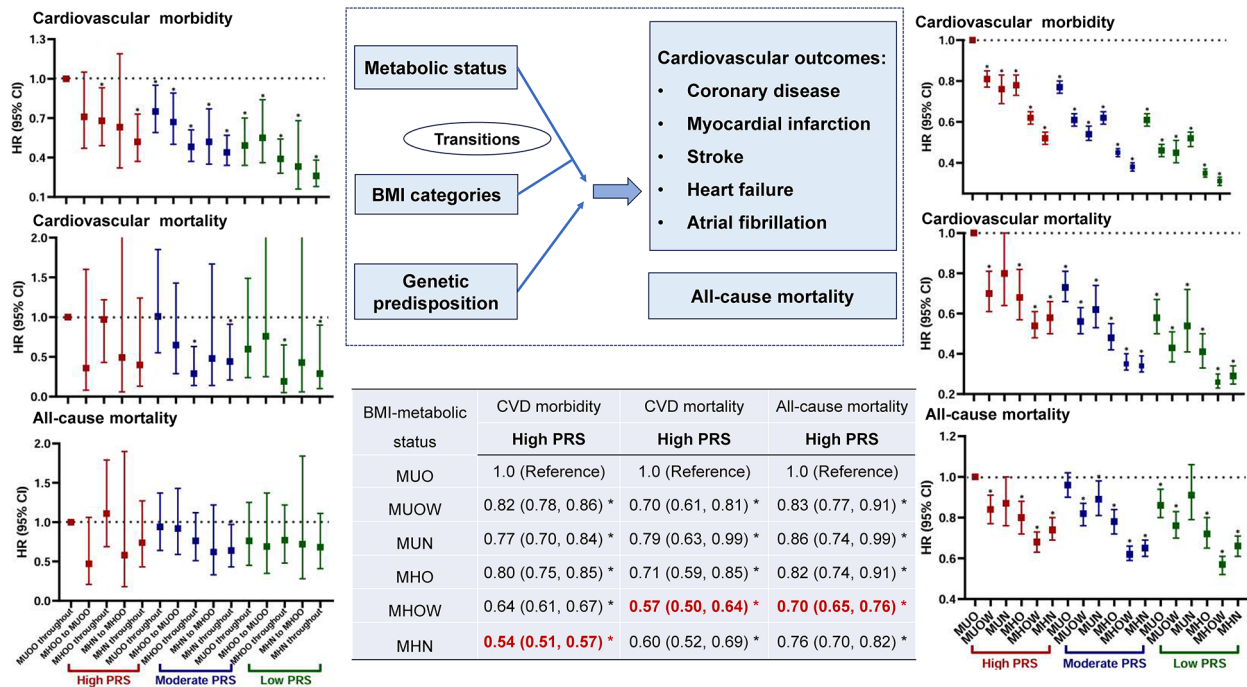 Cardiovascular morbidity
HR (95% CI)
1.3
1.0
0.7
0.4
0.1
Cardiovascular mortality
HR (95% CI)
2.0
1.5
1.0
0.5
0.0
All-cause mortality
HR (95% CI)
2.0
1.5
1.0
0.5
0.0
MUOO throughout
MHOO to MUOO
MHOO throughout
MHN to MHOO
MHN throughout
MUOO throughout
MHOO to MUOO
MHOO throughout
MHN to MHOO
MHN throughout
MUOO throughout
MHOO to MUOO
MHOO throughout
MHN to MHOO
MHN throughout
High PRS
Moderate PRS
Low PRS
Metabolic status
Transitions
BMI categories
Genetic
predisposition
Cardiovascular outcomes:
• Coronary disease
• Myocardial infarction
• Stroke
• Heart failure
• Atrial fibrillation
All-cause mortality
BMI-metabolic
status
CVD morbidity CVD mortality All-cause mortality
High PRS High PRS High PRS
MUO 1.0 (Reference) 1.0 (Reference) 1.0 (Reference)
MUOW 0.82 (0.78, 0.86) * 0.70 (0.61, 0.81) * 0.83 (0.77, 0.91) *
MUN 0.77 (0.70, 0.84) * 0.79 (0.63, 0.99) * 0.86 (0.74, 0.99) *
MHO 0.80 (0.75, 0.85) * 0.71 (0.59, 0.85) * 0.82 (0.74, 0.91) *
MHOW 0.64 (0.61, 0.67) * 0.57 (0.50, 0.64) * 0.70 (0.65, 0.76) *
MHN 0.54 (0.51, 0.57) * 0.60 (0.52, 0.69) * 0.76 (0.70, 0.82) *
Cardiovascular morbidity
HR (95% CI)
1.0
0.8
0.6
0.4
Cardiovascular mortality
HR (95% CI)
1.0
0.8
0.6
0.4
0.2
All-cause mortality
HR (95% CI)
1.2
1.0
0.8
0.6
0.4
MUO
MUOW
MUN
MHO
MHOW
MHN
MUO
MUOW
MUN
MHO
MHOW
MHN
MUO
MUOW
MUN
MHO
MHOW
MHN
High PRS
Moderate PRS
Low PRS